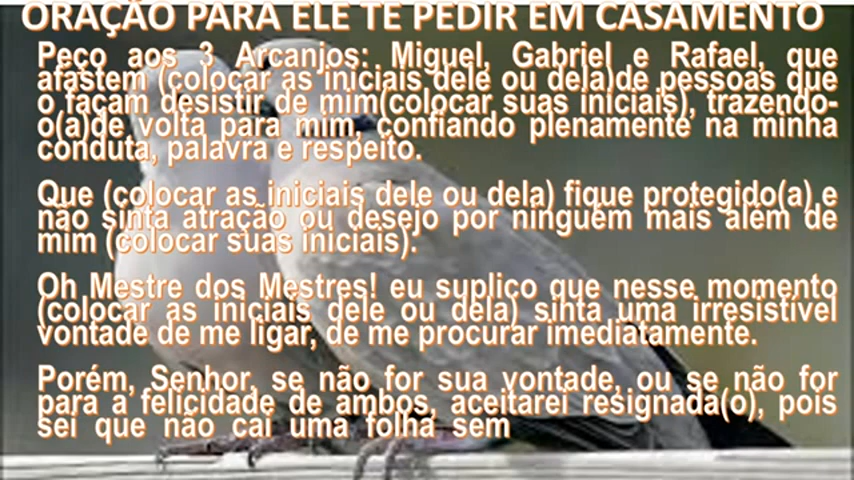 ORAÇÃO PARA ELE TE PEDIR EM CASAMENTO
Peço aos 3 Arcanjos: Miguel, Gabriel e Rafael, que
afastem (colocar as iniciais dele ou dela)de pessoas que
o façam desistir de mim(colocar suas iniciais), trazendo-
o(a)de volta para mim, confiando plenamente na minha
conduta, palavra e respeito.
Que (colocar as iniciais dele ou dela) fique protegido(a) e
não sinta atração ou desejo por ninguém mais além de
mim (colocar suas iniciais).
Oh Mestre dos Mestres! eu suplico que nesse momento
(colocar as iniciais dele ou dela) sinta uma irresistível
vontade de me ligar, de me procurar imediatamente.
Porém, Senhor, se não for sua vontade, ou se não for
para a felicidade de ambos, aceitarei resignada(o), pois
sei que não cai uma folha sem